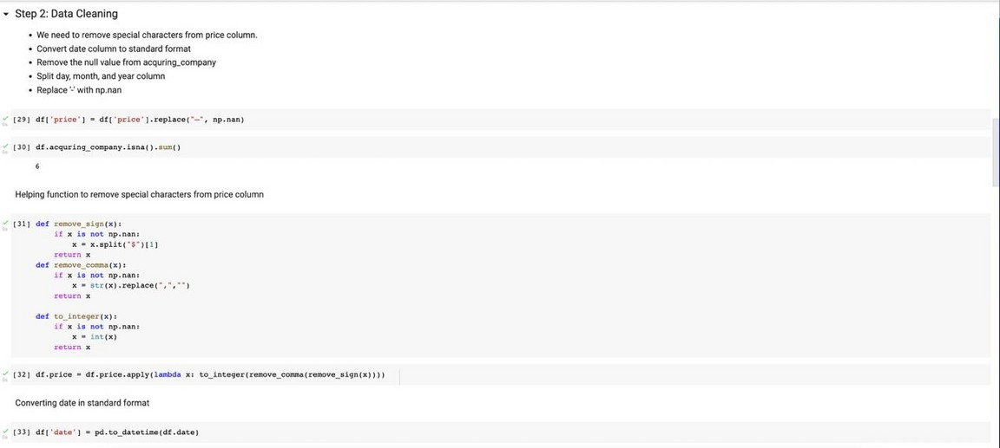 Step 2: Data Cleaning
• We need to remove special characters from price column.
• Convert date column to standard format
• Remove the null value from acquring_company
• Split day, month, and year column
• Replace '-' with np.nan
[29] df['price'] = df['price'].replace("—", np.nan)
[30] df.acquring_company.isna().sum()
6
Helping function to remove special characters from price column
[31] def remove_sign(x):
if x is not np.nan:
x = x.split("$")[1]
return x
def remove_comma(x):
if x is not np.nan:
x = str(x).replace(",","")
return x
def to_integer(x):
if x is not np.nan:
x = int(x)
return x
[32] df.price = df.price.apply(lambda x: to_integer(remove_comma(remove_sign(x))))
Converting date in standard format
[33] df['date'] = pd.to_datetime(df.date)